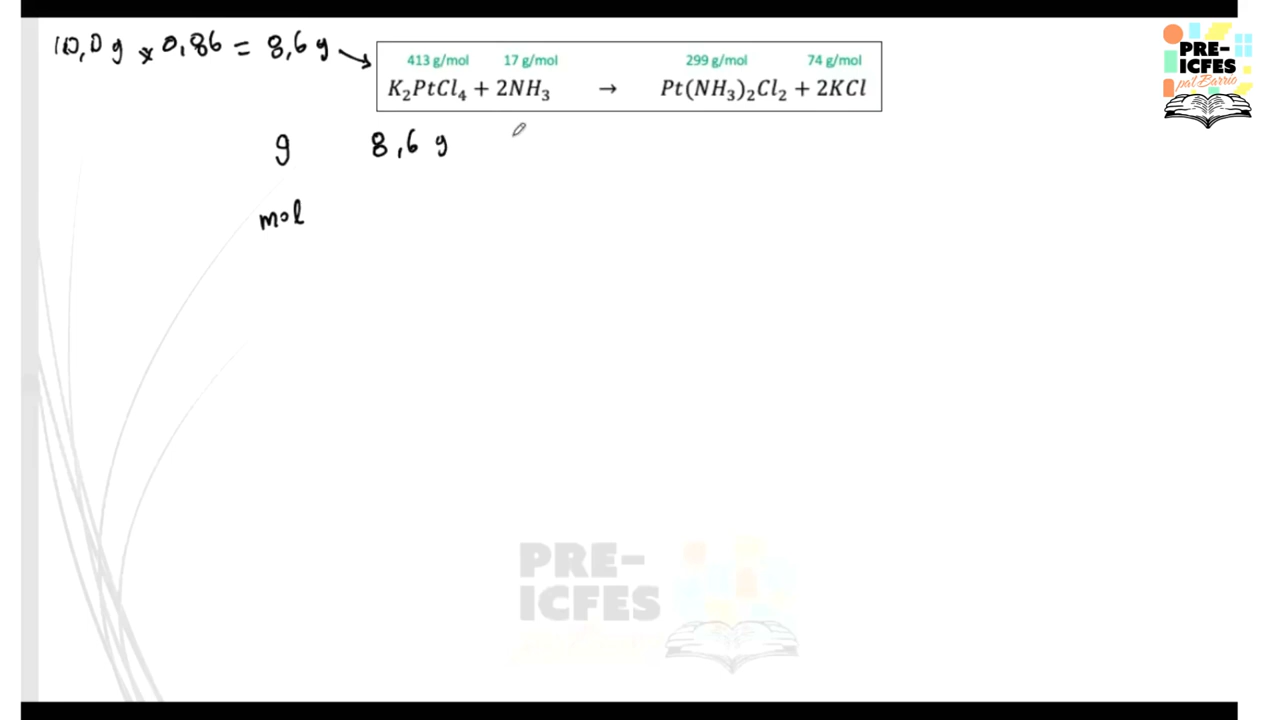 10,0 g × 0,86 = 8,6 g
413 g/mol 17 g/mol 299 g/mol 74 g/mol
K₂PtCl₄ + 2NH₃ → Pt(NH₃)₂Cl₂ + 2KCl
g 8,6 g
mol
PRE-
ICFES
pal Barrio
PRE-
ICFES